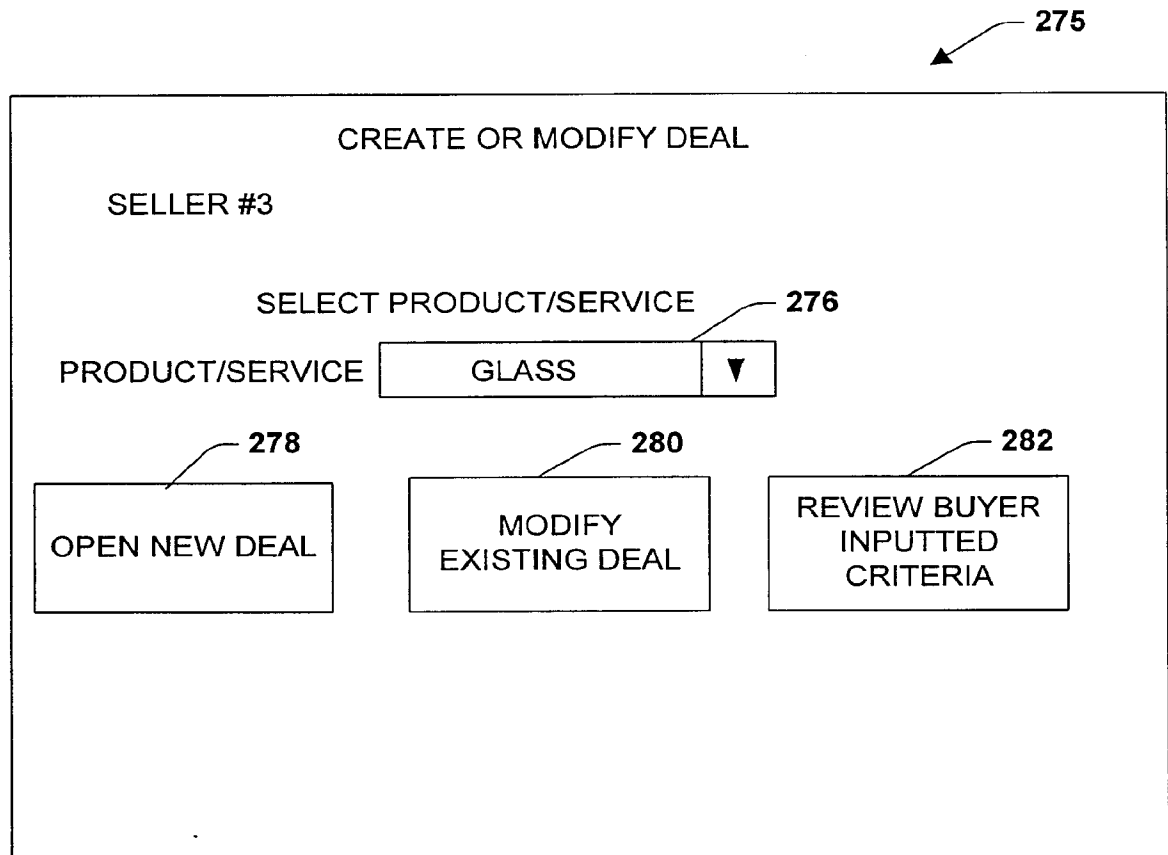 275
CREATE OR MODIFY DEAL
SELLER #3
SELECT PRODUCT/SERVICE
276
PRODUCT/SERVICE
GLASS
278
280
282
OPEN NEW DEAL
MODIFY
EXISTING DEAL
REVIEW BUYER
INPUTTED
CRITERIA